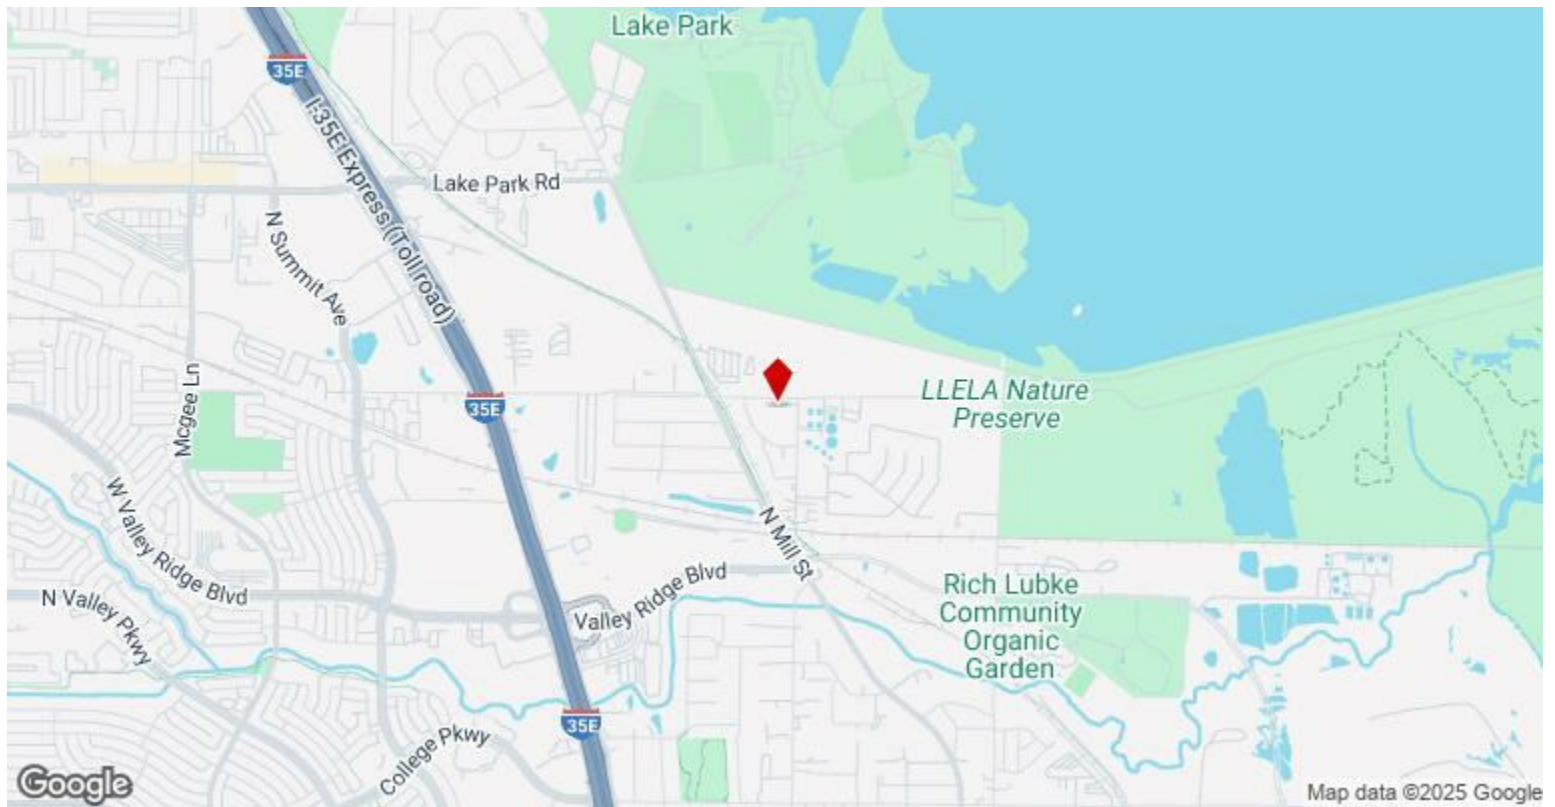 Lake Park
35E
I-35E Express (Toll road)
Lake Park Rd
N Summit Ave
Mcgee Ln
35E
LLELA Nature
Preserve
W Valley Ridge Blvd
N Mill St
N Valley Pkwy
Valley Ridge Blvd
Rich Lubke
Community
Organic
Garden
35E
College Pkwy
Google
Map data ©2025 Google